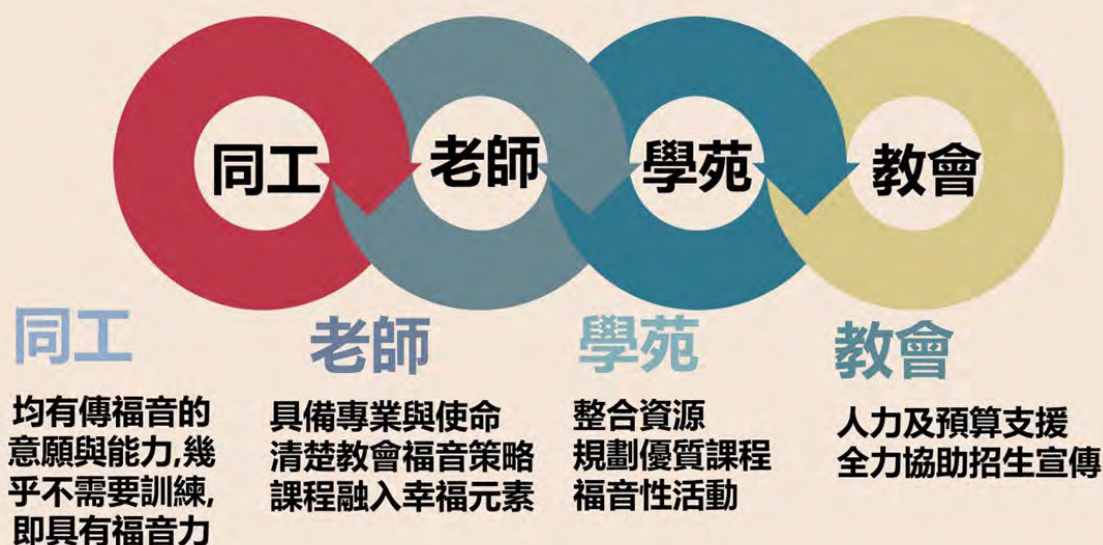 同工
老師
學苑
教會
同工
均有傳福音的
意願與能力,幾
乎不需要訓練,
即具有福音力
老師
具備專業與使命
清楚教會福音策略
課程融入幸福元素
學苑
整合資源
規劃優質課程
福音性活動
教會
人力及預算支援
全力協助招生宣傳